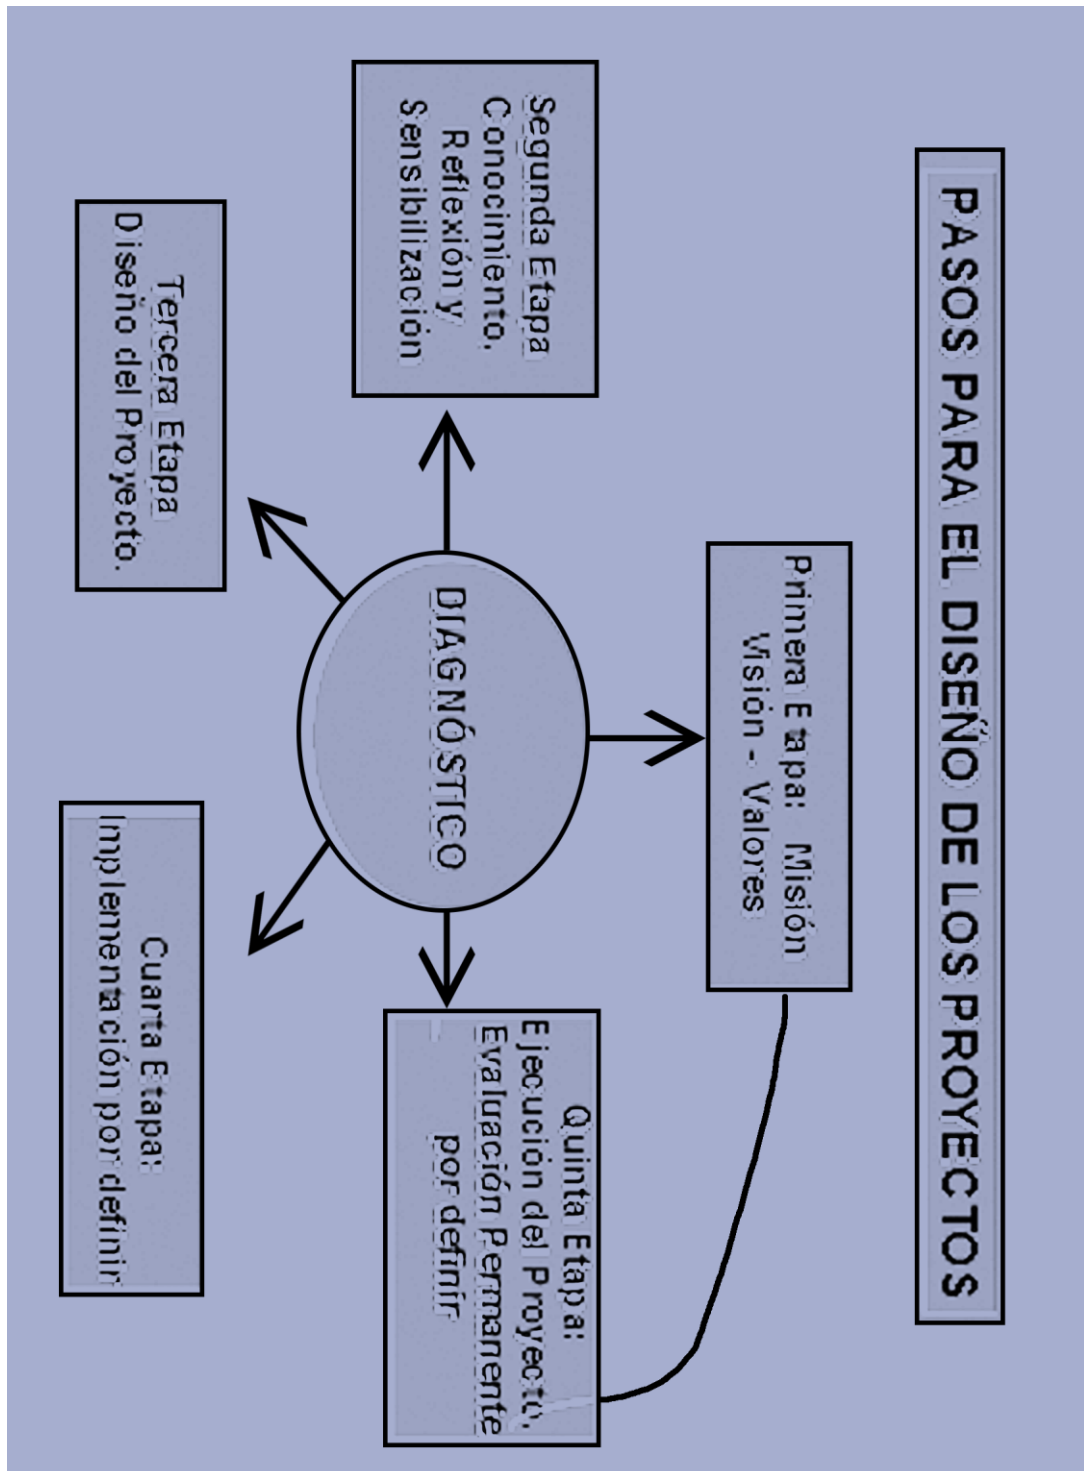 PASOS PARA EL DISEÑO DE LOS PROYECTOS
Primera Etapa: Misión
Visión - Valores
Segunda Etapa
Conocimiento,
Reflexión y
Sensibilización
DIAGNÓSTICO
Quinta Etapa:
Ejecución del Proyecto,
Evaluación Permanente
por definir
Tercera Etapa
Diseño del Proyecto.
Cuarta Etapa:
Implementación por definir